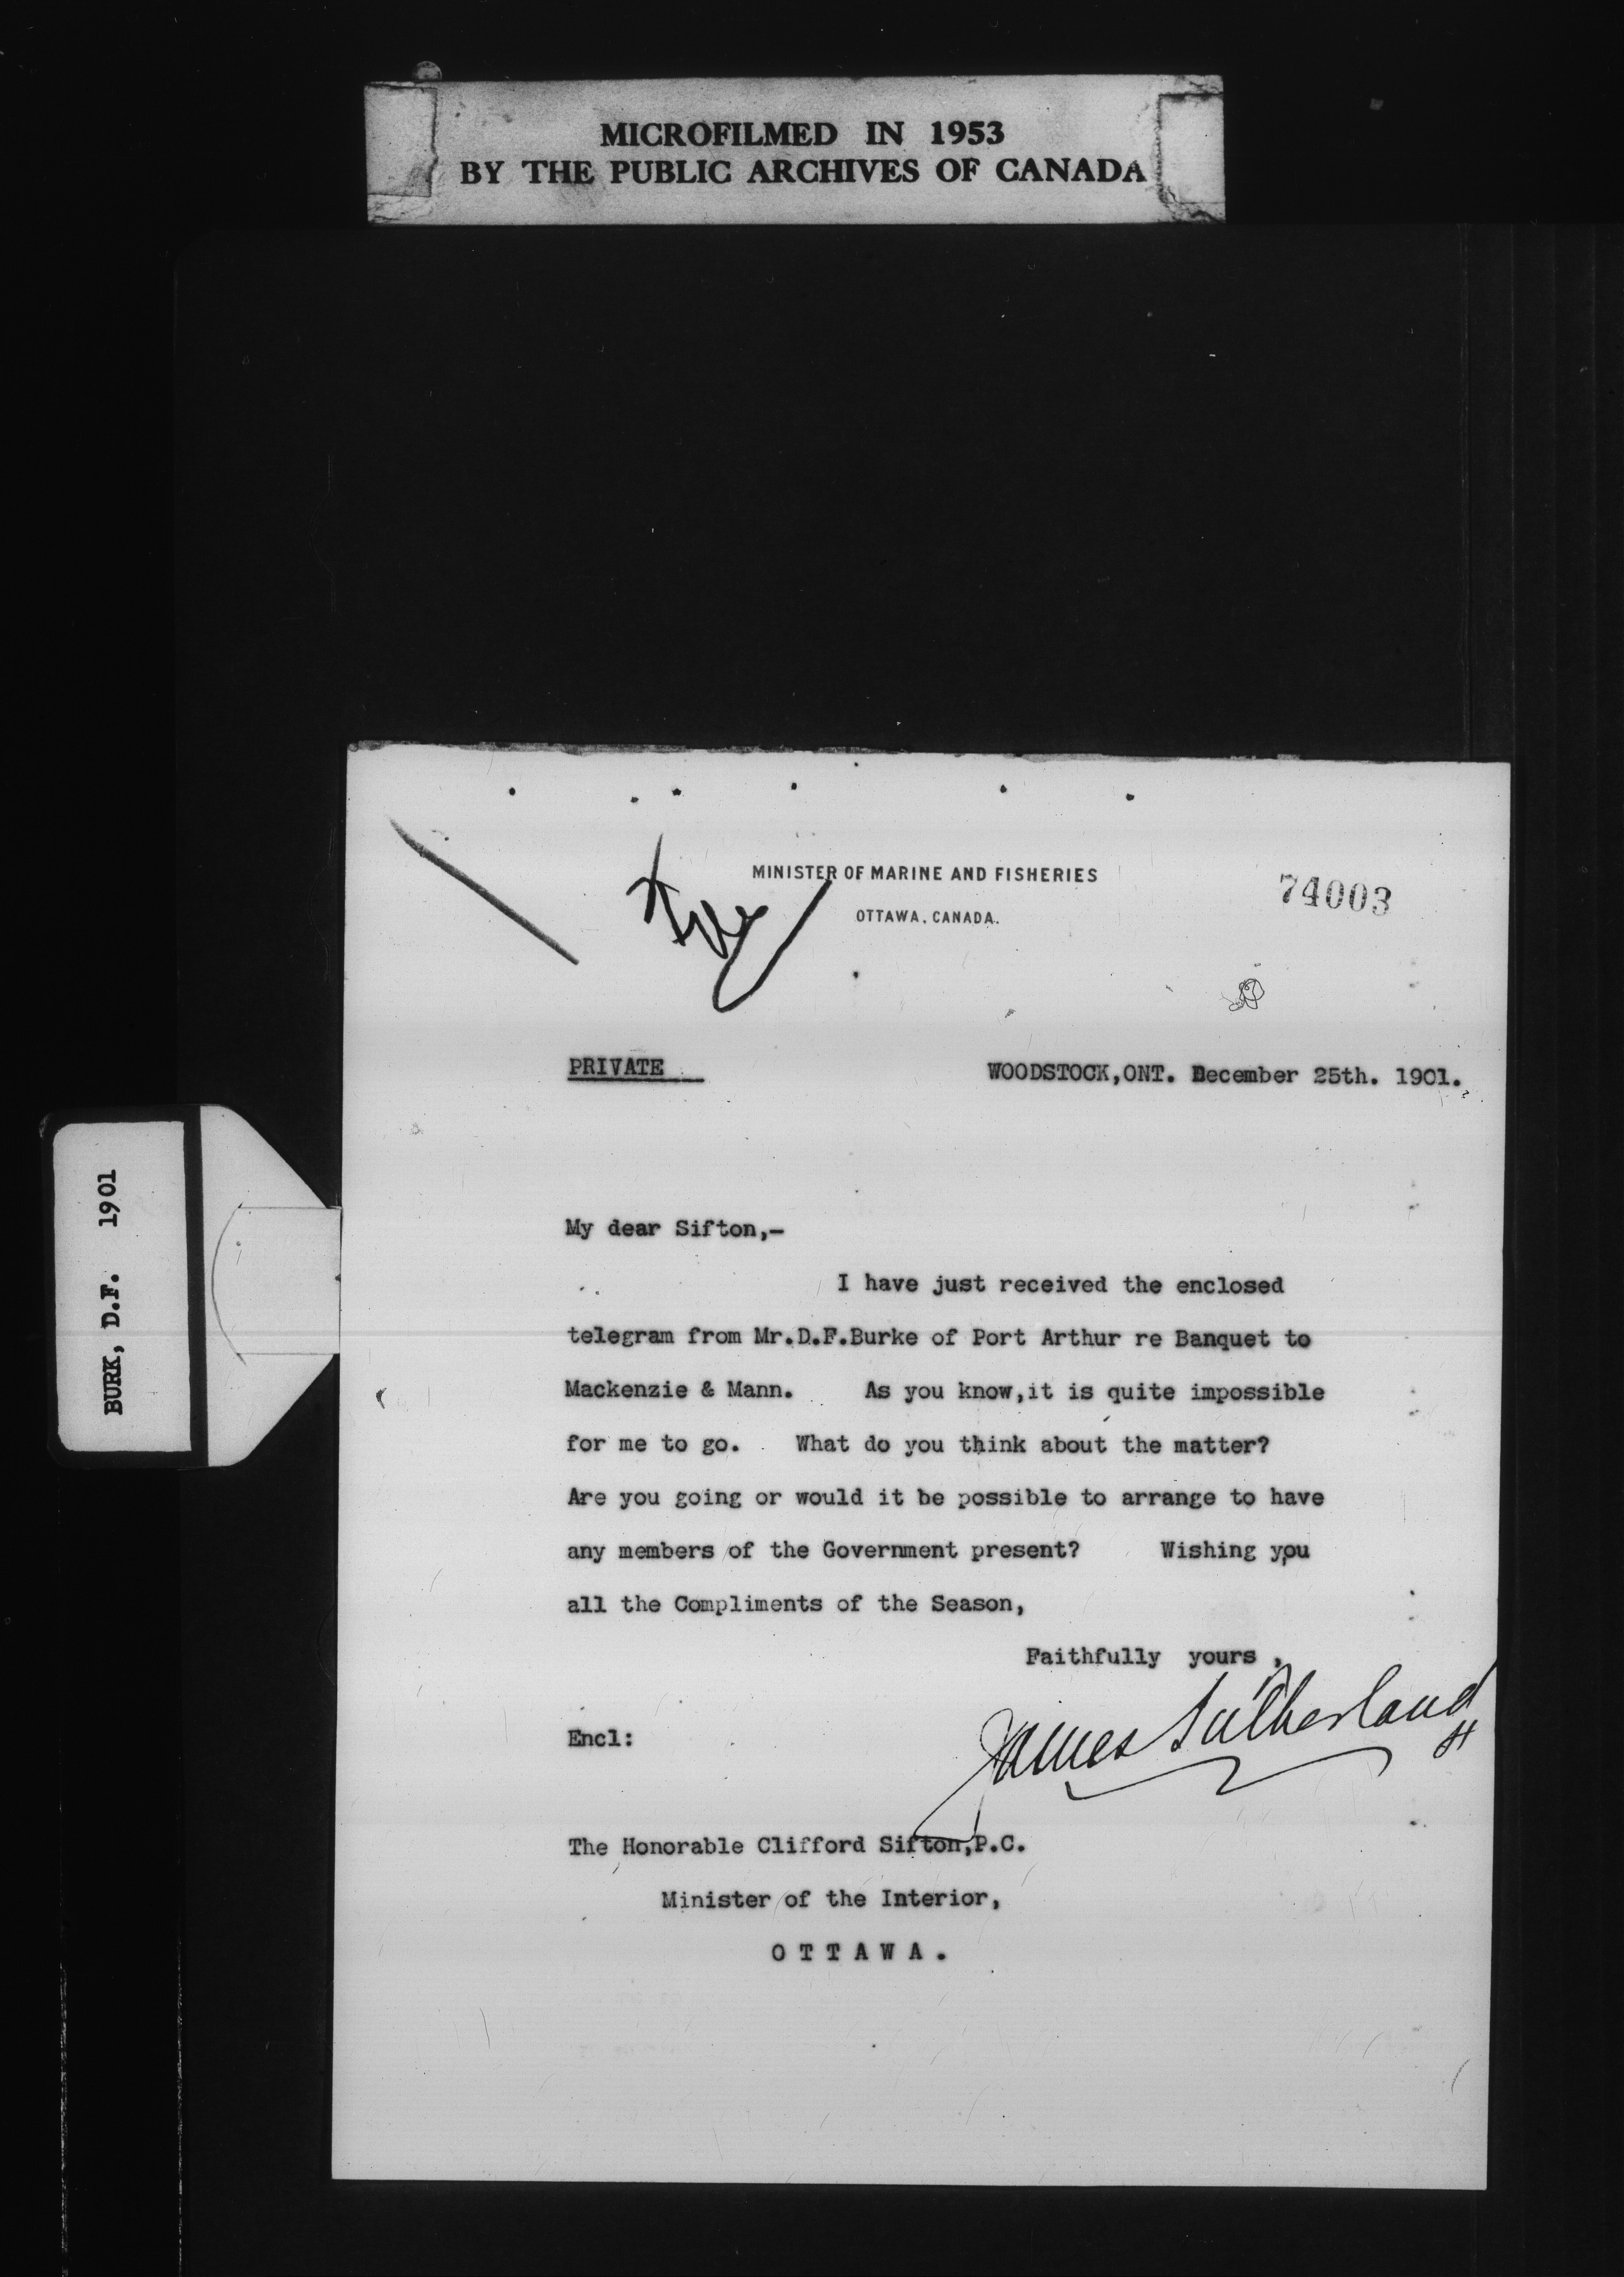 MICROFILMED IN 1953
BY THE PUBLIC ARCHIVES OF CANADA
MINISTER OF MARINE AND FISHERIES
OTTAWA, CANADA.
74003
PRIVATE
WOODSTOCK,ONT. December 25th. 1901.
BURK, D.F. 1901
My dear Sifton,-
I have just received the enclosed
telegram from Mr.D.F.Burke of Port Arthur re Banquet to
Mackenzie & Mann. As you know,it is quite impossible
for me to go. What do you think about the matter?
Are you going or would it be possible to arrange to have
any members of the Government present? Wishing you
all the Compliments of the Season,
Faithfully yours ,
James Sutherland
H
Encl:
The Honorable Clifford Sifton,P.C.
Minister of the Interior,
O T T A W A .